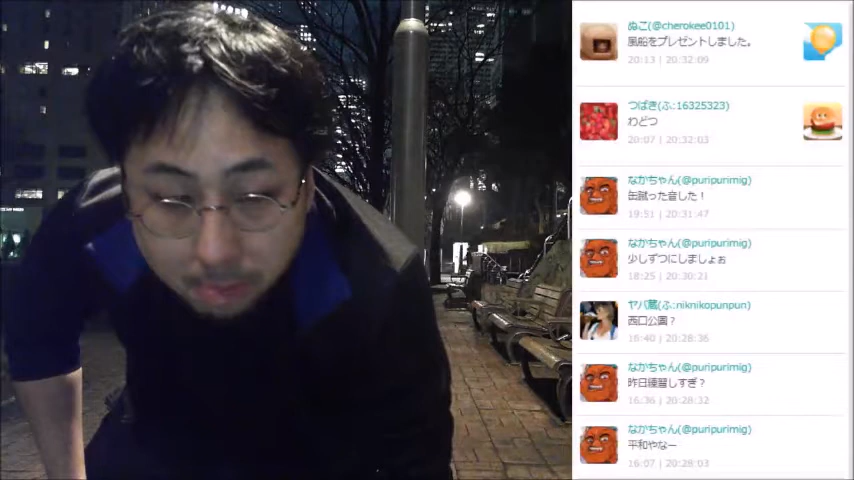 ぬこ(@cherokee0101)
風船をプレゼントしました。
20:13 | 20:32:09
つばき(ふ:16325323)
わどつ
20:07 | 20:32:03
なかちゃん(@puripurimig)
缶蹴った音した！
19:51 | 20:31:47
なかちゃん(@puripurimig)
少しずつにしましょぉ
18:25 | 20:30:21
ヤバ蔵(ふ:niknikopunpun)
西口公園？
16:40 | 20:28:36
なかちゃん(@puripurimig)
昨日練習しすぎ？
16:36 | 20:28:32
なかちゃん(@puripurimig)
平和やなー
16:07 | 20:28:03